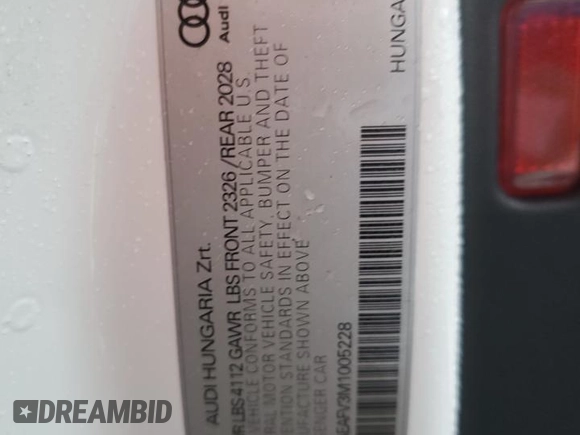 Audi
AUDI HUNGARIA Zrt.
LBS 4112 GAWR LBS FRONT 2326 /REAR 2028
VEHICLE CONFORMS TO ALL APPLICABLE U S
MOTOR VEHICLE SAFETY, BUMPER AND THEFT
STANDARDS IN EFFECT ON THE DATE OF
SHOWN ABOVE
CAR
EAFV3M1005228
HUNGA
DREAMBID